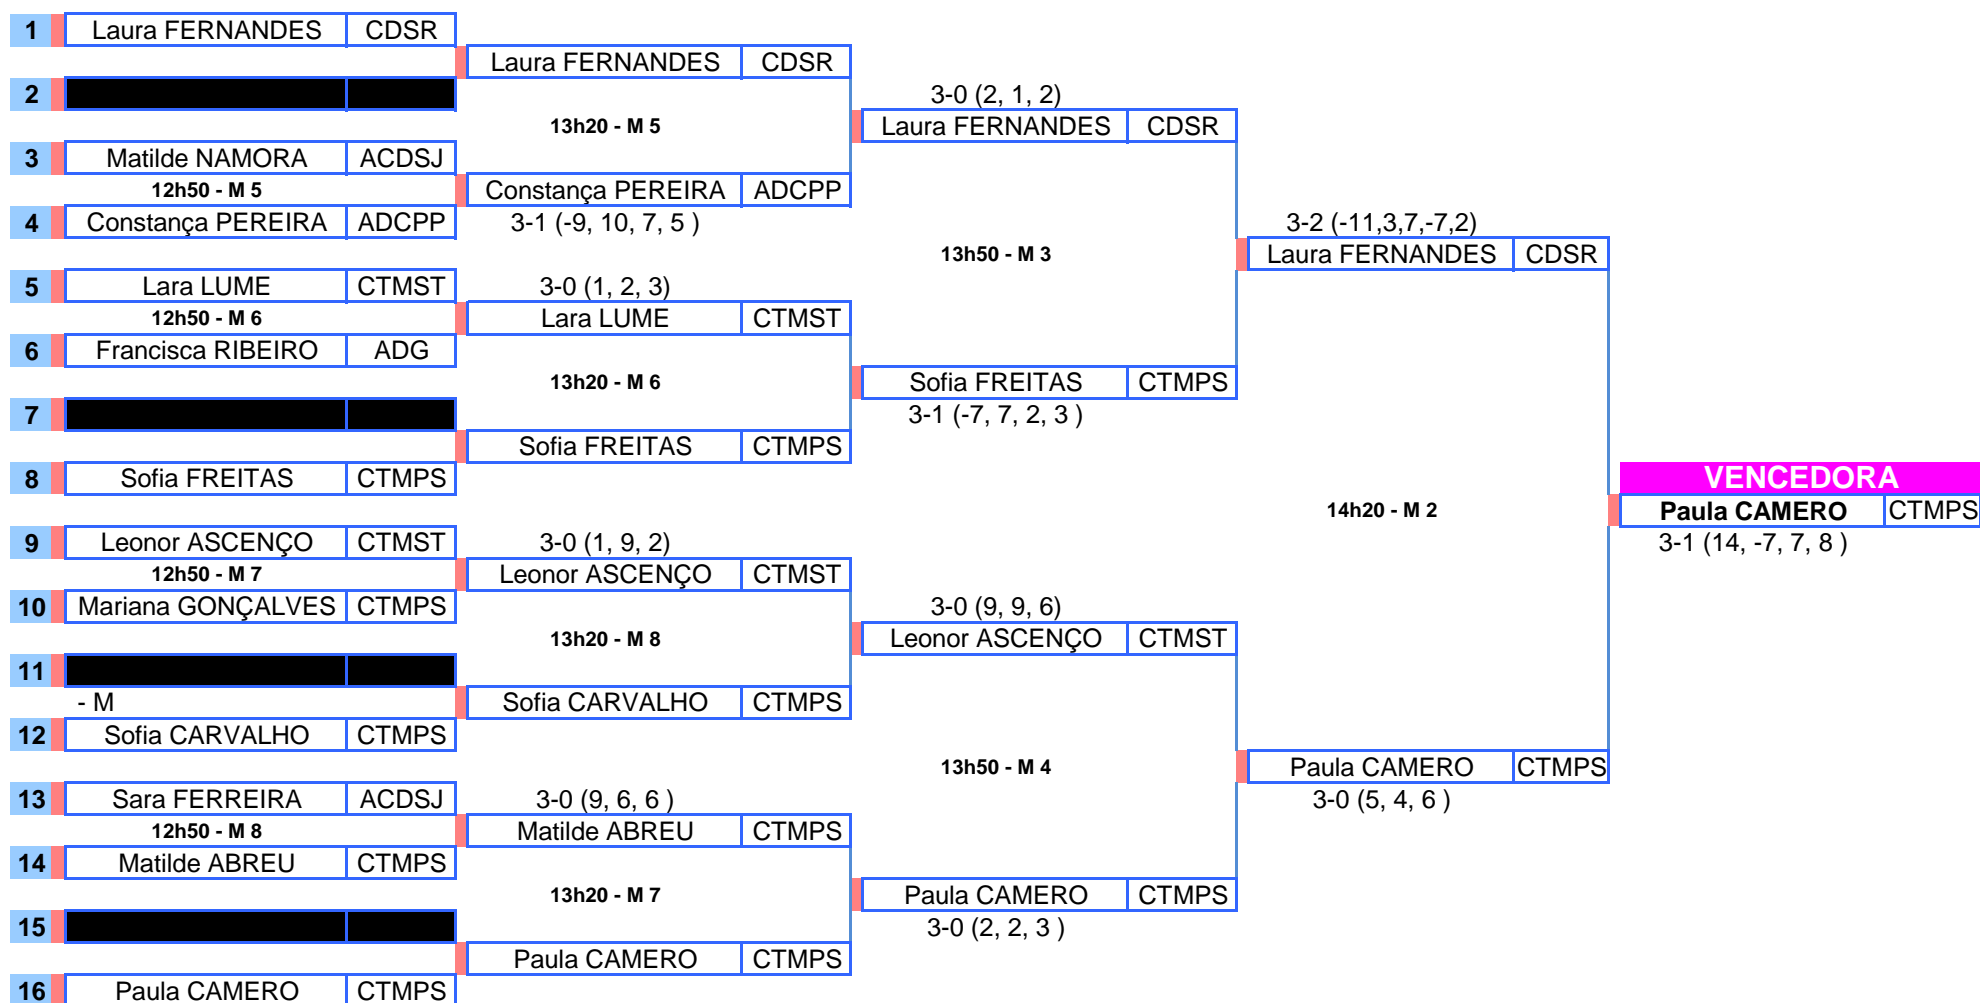 1 Laura FERNANDES CDSR
Laura FERNANDES CDSR
2 3-0 (2, 1, 2)
13h20 - M 5 Laura FERNANDES CDSR
3 Matilde NAMORA ACDSJ
12h50 - M 5 Constança PEREIRA ADCPP
4 Constança PEREIRA ADCPP 3-1 (-9, 10, 7, 5 ) 3-2 (-11,3,7,-7,2)
13h50 - M 3 Laura FERNANDES CDSR
5 Lara LUME CTMST 3-0 (1, 2, 3)
12h50 - M 6 Lara LUME CTMST
6 Francisca RIBEIRO ADG
13h20 - M 6 Sofia FREITAS CTMPS
7 3-1 (-7, 7, 2, 3 )
Sofia FREITAS CTMPS
8 Sofia FREITAS CTMPS VENCEDORA
14h20 - M 2 Paula CAMERO CTMPS
9 Leonor ASCENÇO CTMST 3-0 (1, 9, 2) 3-1 (14, -7, 7, 8 )
12h50 - M 7 Leonor ASCENÇO CTMST
10 Mariana GONÇALVES CTMPS 3-0 (9, 9, 6)
13h20 - M 8 Leonor ASCENÇO CTMST
11
- M Sofia CARVALHO CTMPS
12 Sofia CARVALHO CTMPS
13h50 - M 4 Paula CAMERO CTMPS
13 Sara FERREIRA ACDSJ 3-0 (9, 6, 6 ) 3-0 (5, 4, 6 )
12h50 - M 8 Matilde ABREU CTMPS
14 Matilde ABREU CTMPS
13h20 - M 7 Paula CAMERO CTMPS
15 3-0 (2, 2, 3 )
Paula CAMERO CTMPS
16 Paula CAMERO CTMPS